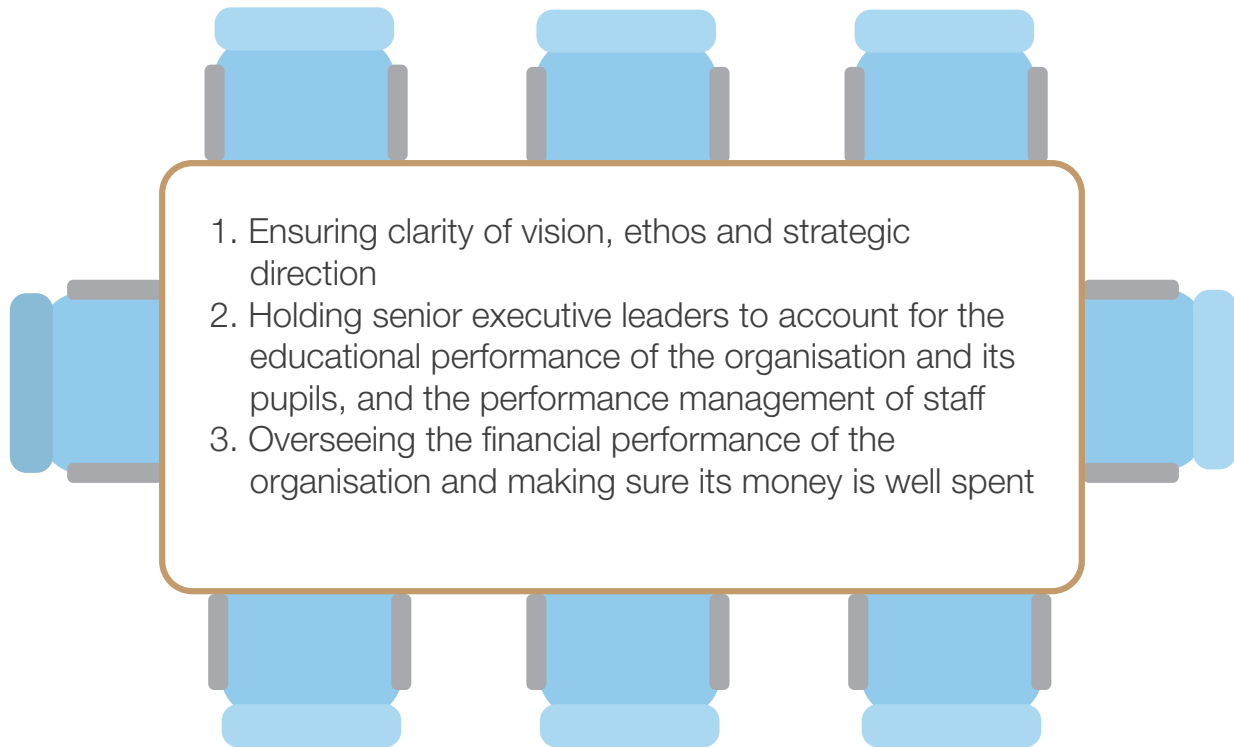 1. Ensuring clarity of vision, ethos and strategic
direction
2. Holding senior executive leaders to account for the
educational performance of the organisation and its
pupils, and the performance management of staff
3. Overseeing the financial performance of the
organisation and making sure its money is well spent